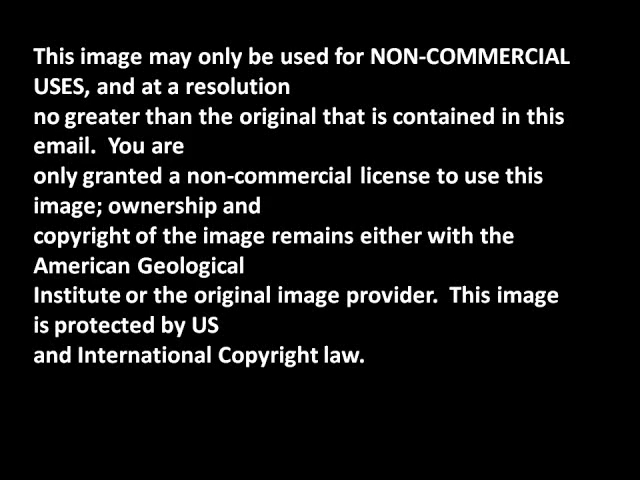 This image may only be used for NON-COMMERCIAL
USES, and at a resolution
no greater than the original that is contained in this
email.  You are
only granted a non-commercial license to use this
image; ownership and
copyright of the image remains either with the
American Geological
Institute or the original image provider.  This image
is protected by US
and International Copyright law.